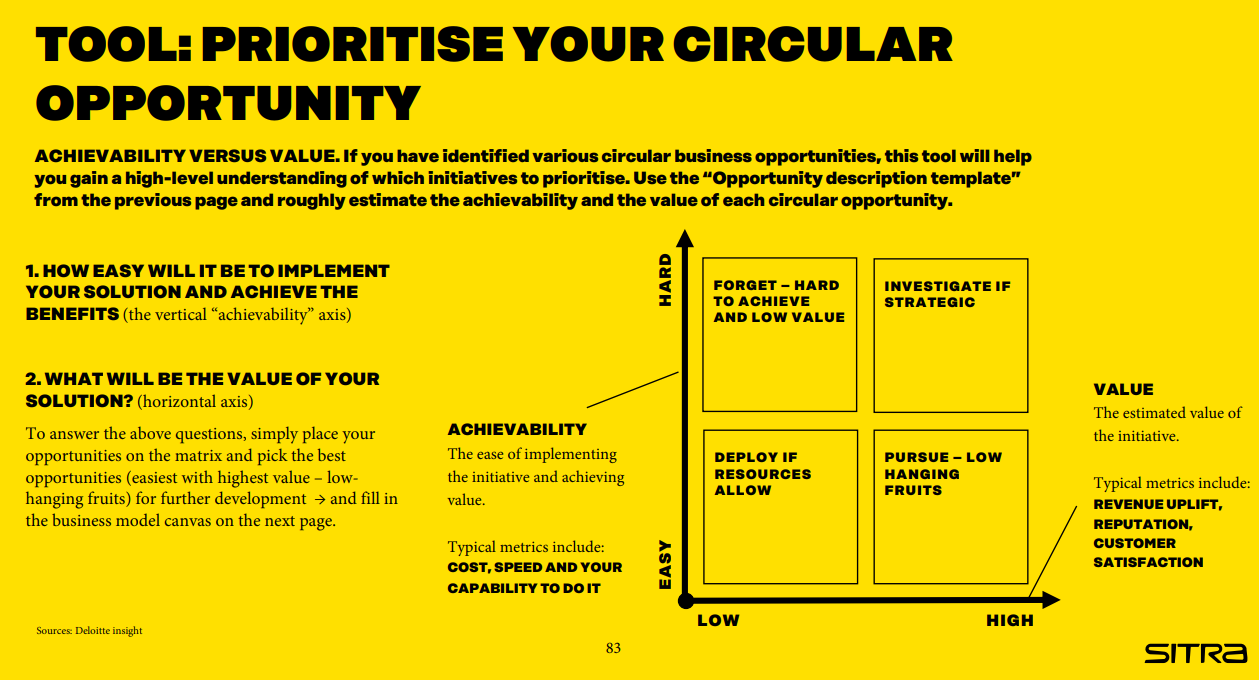 TOOL: PRIORITISE YOUR CIRCULAR
OPPORTUNITY
ACHIEVABILITY VERSUS VALUE. If you have identified various circular business opportunities, this tool will help
you gain a high-level understanding of which initiatives to prioritise. Use the “Opportunity description template”
from the previous page and roughly estimate the achievability and the value of each circular opportunity.
1. HOW EASY WILL IT BE TO IMPLEMENT
YOUR SOLUTION AND ACHIEVE THE
BENEFITS (the vertical “achievability” axis)
2. WHAT WILL BE THE VALUE OF YOUR
SOLUTION? (horizontal axis)
To answer the above questions, simply place your
opportunities on the matrix and pick the best
opportunities (easiest with highest value – low-
hanging fruits) for further development → and fill in
the business model canvas on the next page.
ACHIEVABILITY
The ease of implementing
the initiative and achieving
value.
Typical metrics include:
COST, SPEED AND YOUR
CAPABILITY TO DO IT
HARD
EASY
FORGET – HARD
TO ACHIEVE
AND LOW VALUE
INVESTIGATE IF
STRATEGIC
DEPLOY IF
RESOURCES
ALLOW
PURSUE – LOW
HANGING
FRUITS
LOW
HIGH
VALUE
The estimated value of
the initiative.
Typical metrics include:
REVENUE UPLIFT,
REPUTATION,
CUSTOMER
SATISFACTION
Sources: Deloitte insight
83
SITRA